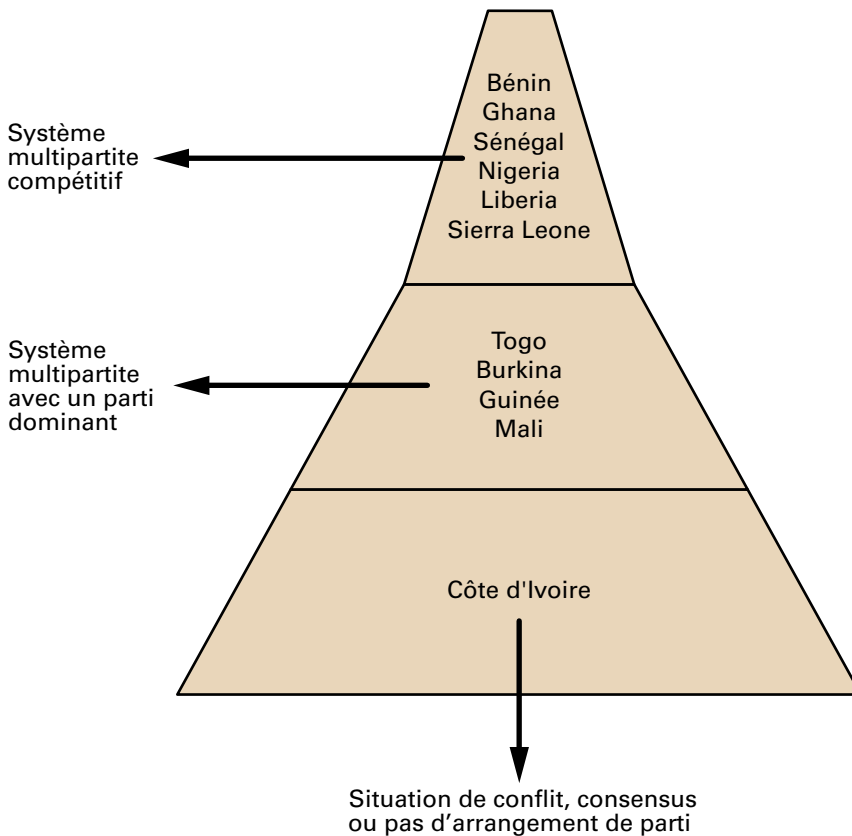 Bénin
Ghana
Sénégal
Nigeria
Liberia
Sierra Leone
Système
multipartite
compétitif
Togo
Burkina
Guinée
Mali
Système
multipartite
avec un parti
dominant
Côte d'Ivoire
Situation de conflit, consensus
ou pas d’arrangement de parti